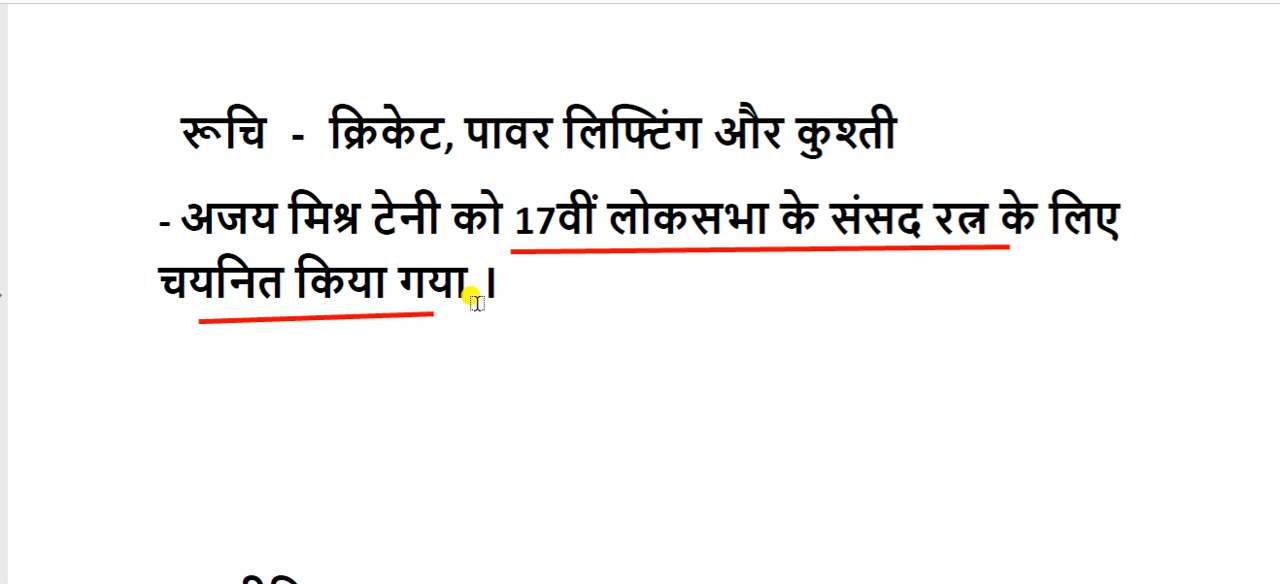 रूचि - क्रिकेट, पावर लिफ्टिंग और कुश्ती
- अजय मिश्र टेनी को 17वीं लोकसभा के संसद रत्न के लिए
चयनित किया गया ।